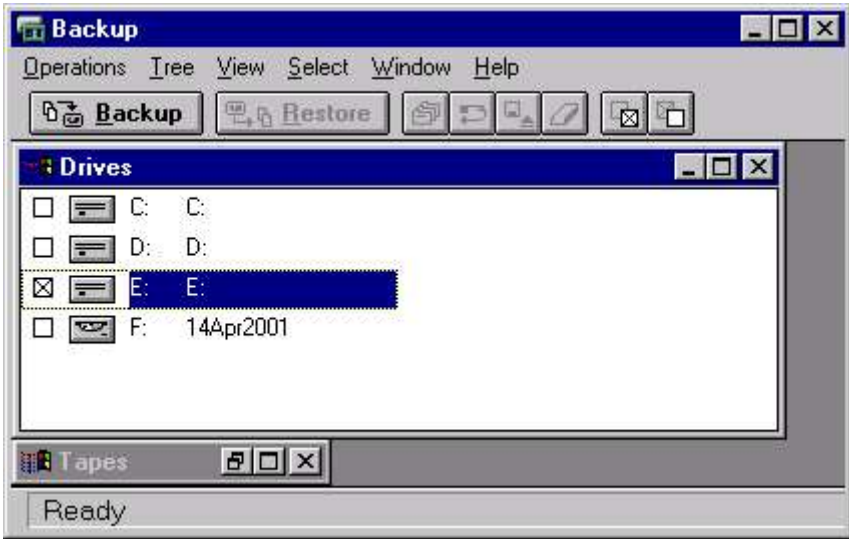 Backup
Operations Tree View Select Window Help
Backup Restore
Drives
C: C:
D: D:
E: E:
F: 14Apr2001
Tapes
Ready